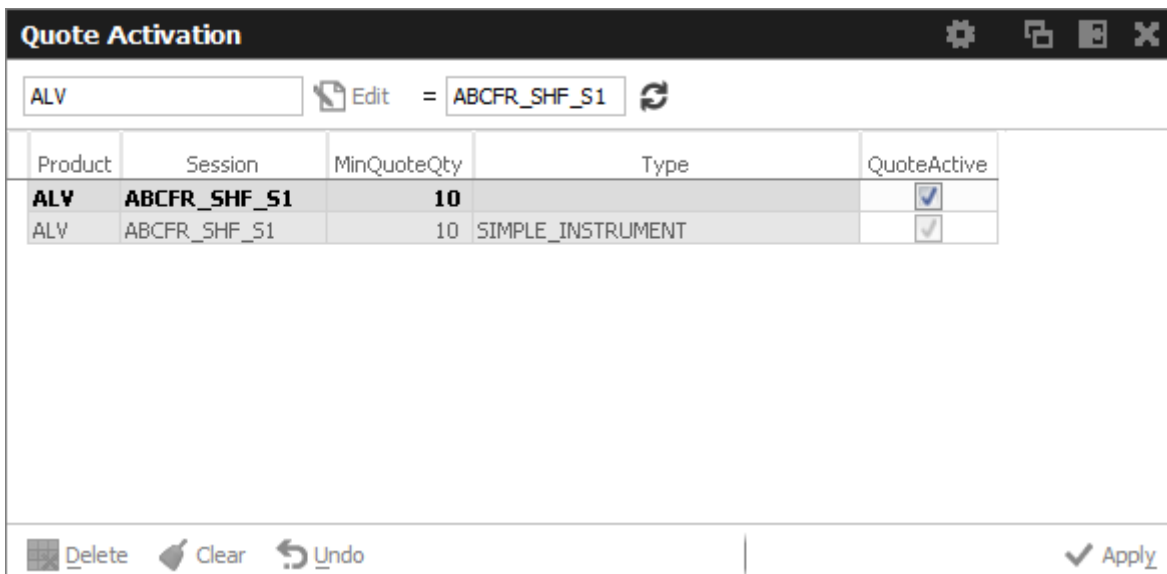 Quote Activation
ALV Edit = ABCFR_SHF_S1
Product Session MinQuoteQty Type QuoteActive
ALV ABCFR_SHF_S1 10
ALV ABCFR_SHF_S1 10 SIMPLE_INSTRUMENT
Delete Clear Undo Apply